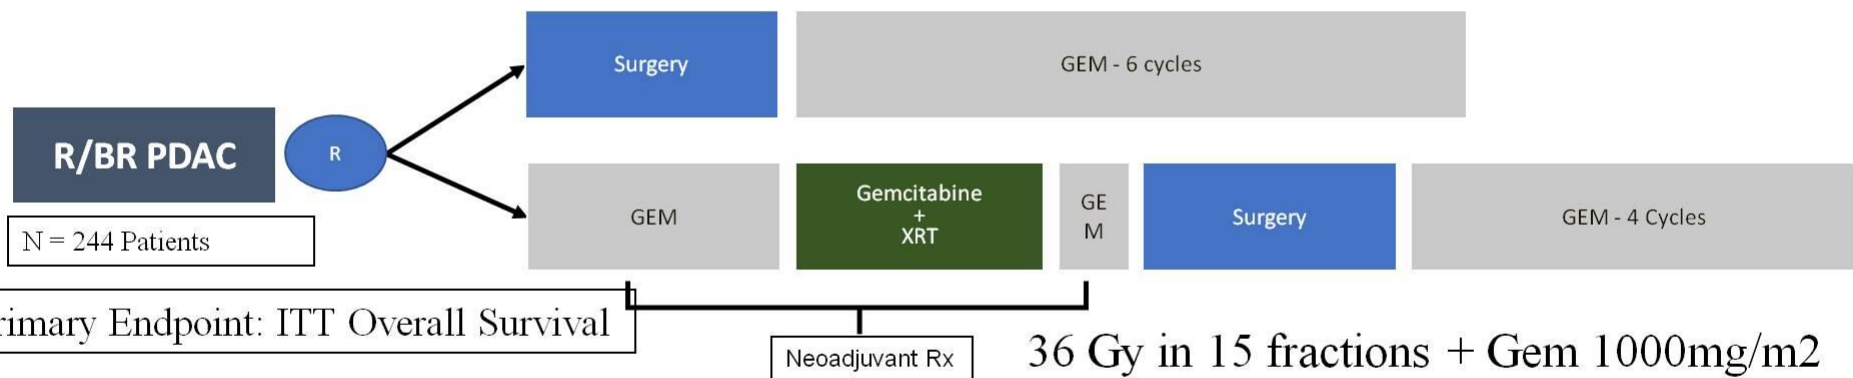 Surgery
GEM - 6 cycles
R/BR PDAC
R
GEM
Gemcitabine
+
XRT
GE
M
Surgery
GEM - 4 Cycles
N = 244 Patients
rimary Endpoint: ITT Overall Survival
Neoadjuvant Rx
36 Gy in 15 fractions + Gem 1000mg/m2